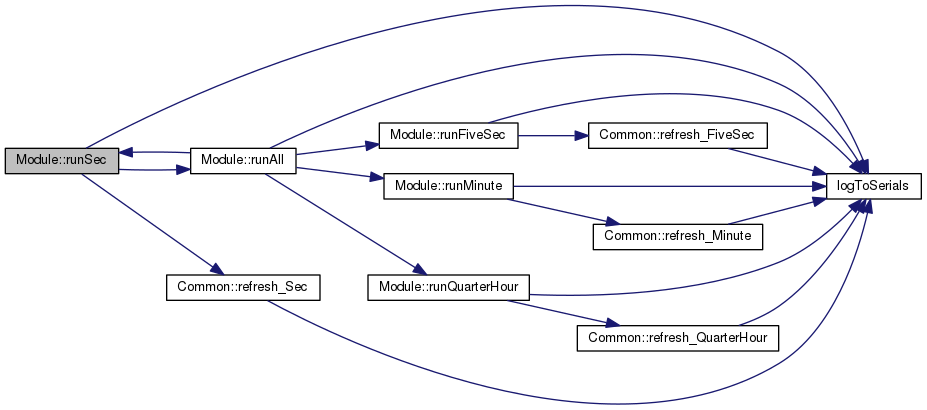 Module::runSec
Module::runAll
Module::runFiveSec
Common::refresh_FiveSec
Module::runMinute
logToSerials
Common::refresh_Minute
Common::refresh_Sec
Module::runQuarterHour
Common::refresh_QuarterHour